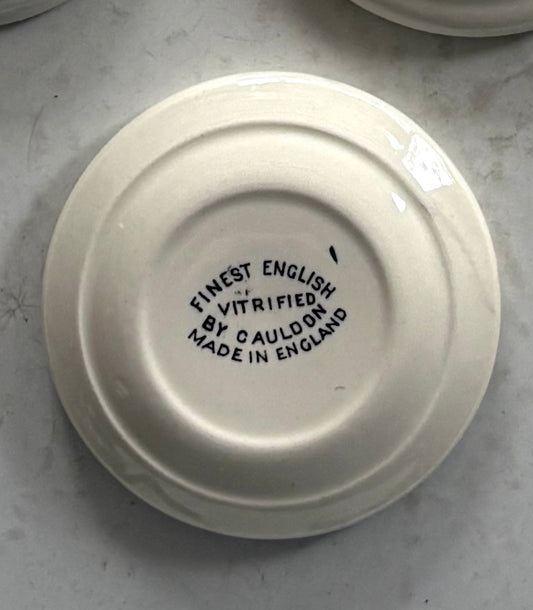 FINEST ENGLISH
VITRIFIED
BY CAULDON
MADE IN ENGLAND